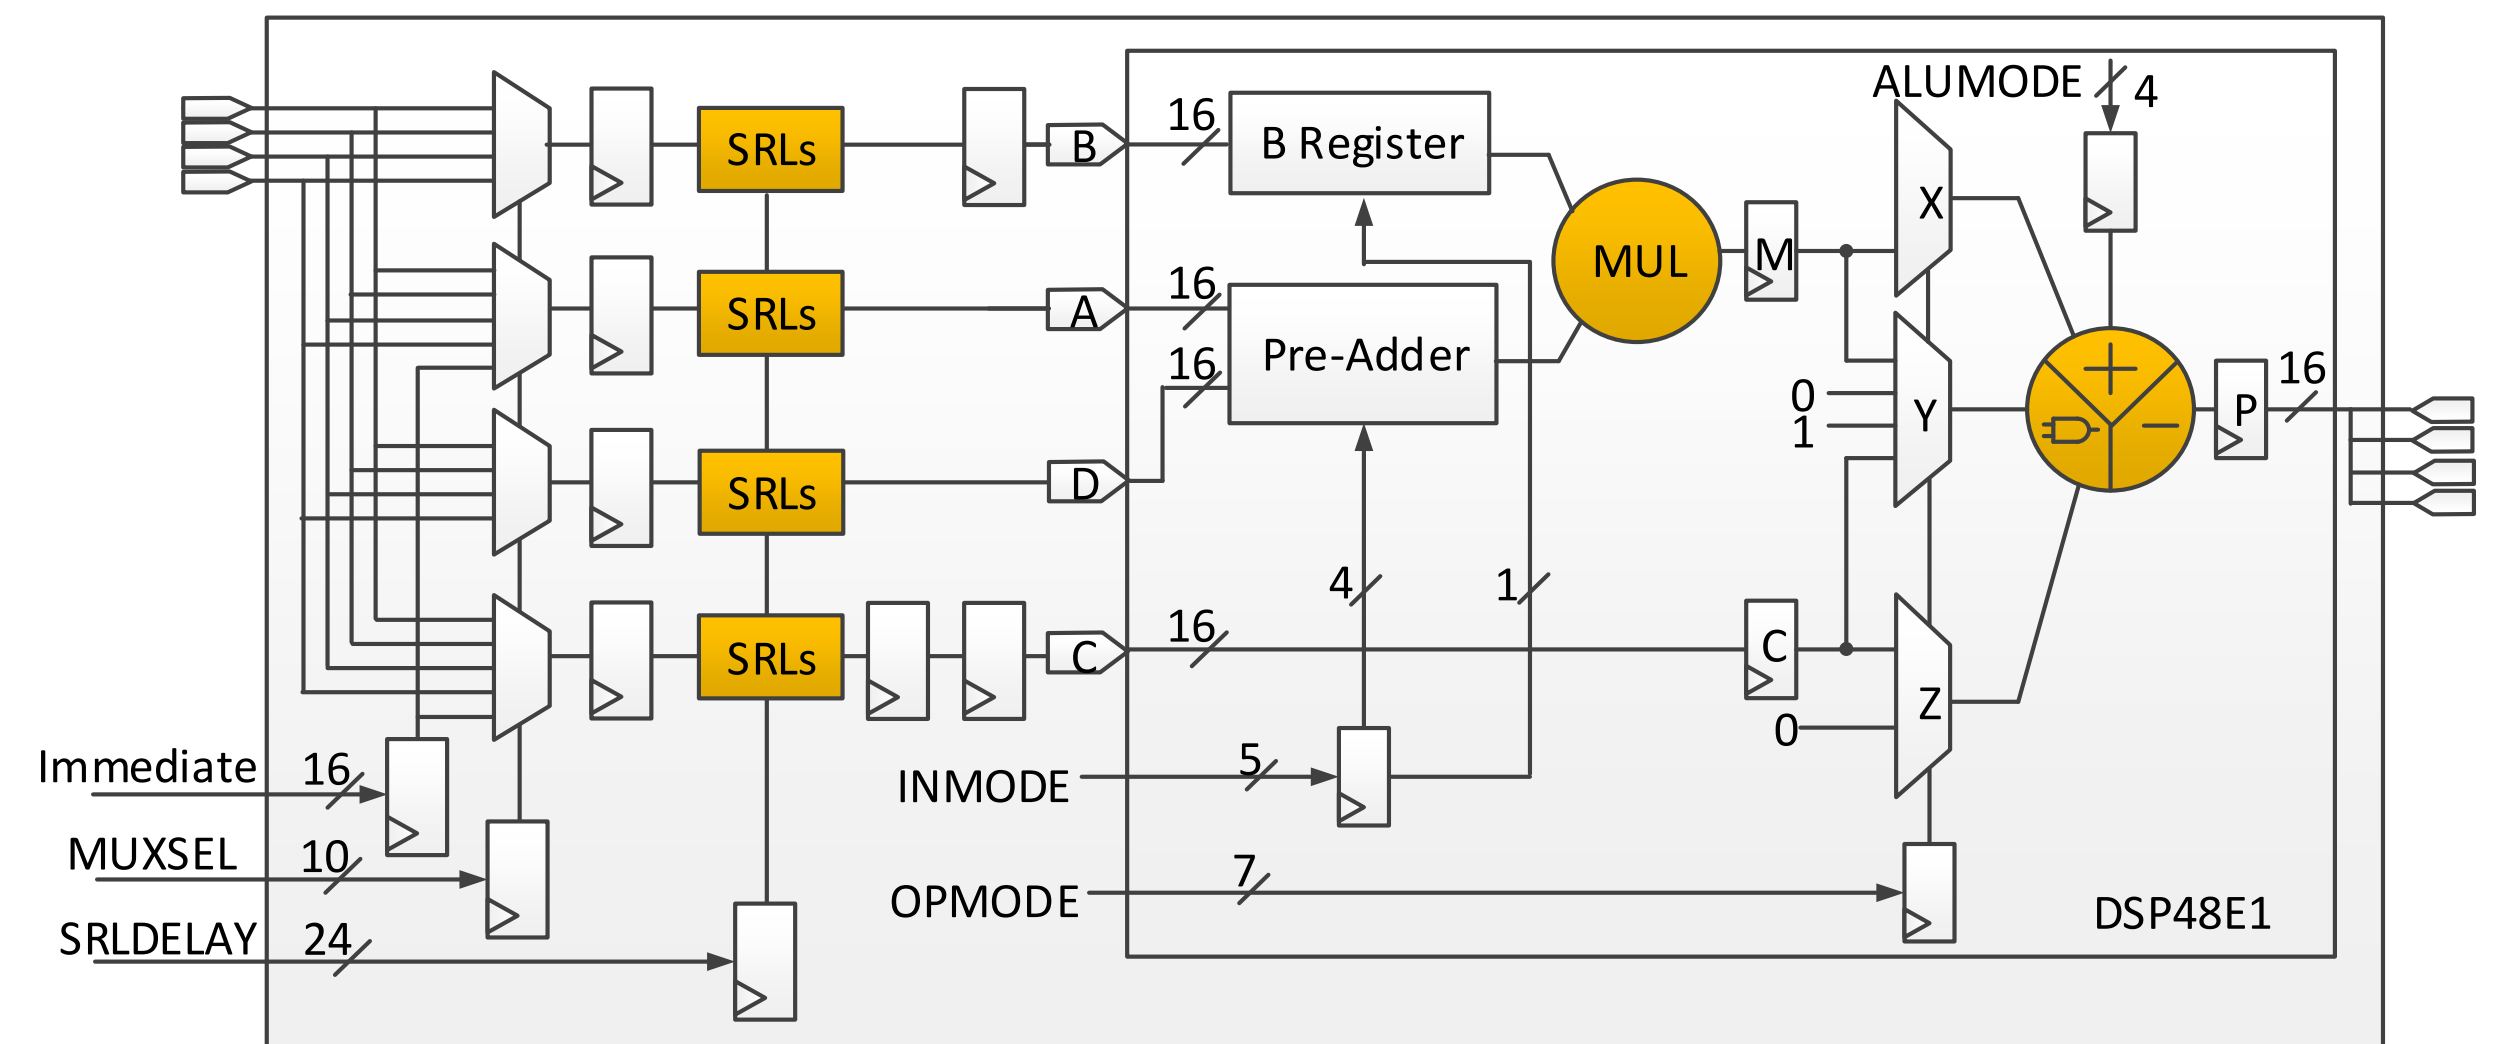 ALUMODE
4
16
B Register
SRLs
B
X
MUL
M
16
SRLs
A
Pre-Adder
16
16
0
P
Y
1
SRLs
D
4
1
16
SRLs
C
C
Z
0
Immediate
16
5
INMODE
MUXSEL
10
7
OPMODE
DSP48E1
SRLDELAY
24